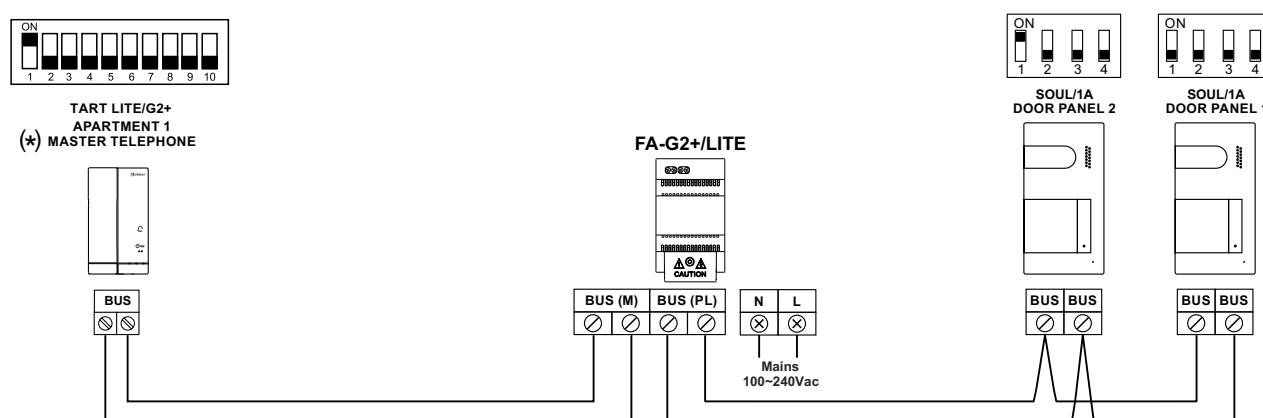 ON
1 2 3 4 5 6 7 8 9 10
TART LITE/G2+
APARTMENT 1
(*) MASTER TELEPHONE
BUS
FA-G2+/LITE
CAUTION
BUS (M) BUS (PL) N L
Mains
100~240Vac
ON
1 2 3 4
SOUL/1A
DOOR PANEL 2
BUS BUS
ON
1 2 3 4
SOUL/1A
DOOR PANEL 1
BUS BUS